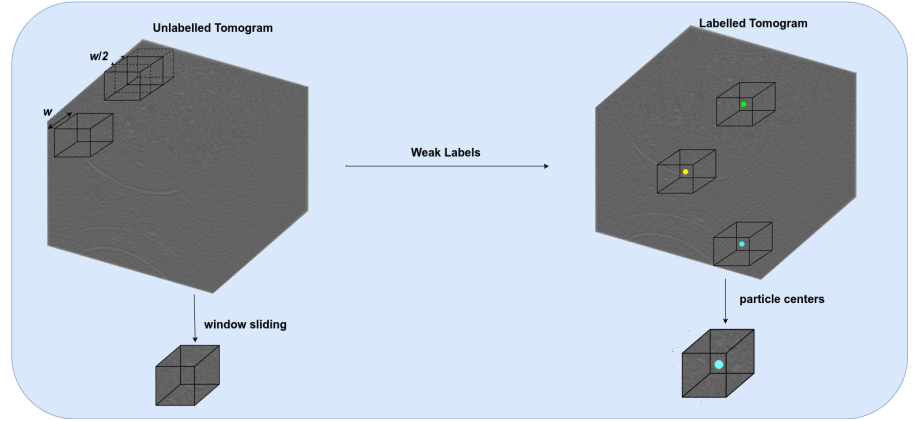 Unlabelled Tomogram
Labelled Tomogram
w/2
w
Weak Labels
particle centers
window sliding